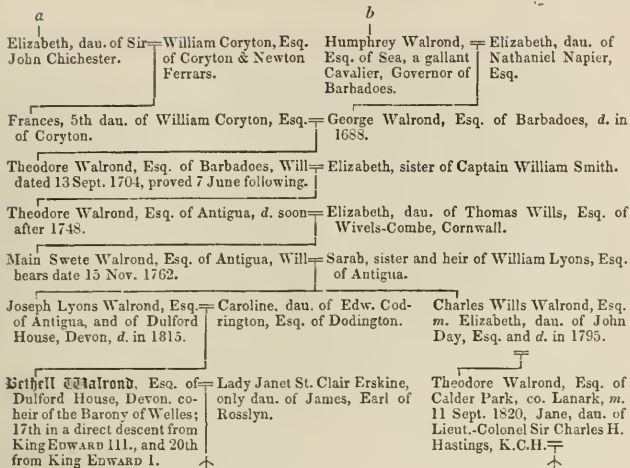 a
b
Elizabeth, dau. of Sir John Chichester.
William Coryton, Esq. of Coryton & Newton Ferrars.
Humphrey Walrond, Esq. of Sea, a gallant Cavalier, Governor of Barbadoes.
Elizabeth, dau. of Nathaniel Napier, Esq.
Frances, 5th dau. of William Coryton, Esq. of Coryton.
George Walrond, Esq. of Barbadoes, d. in 1688.
Theodore Walrond, Esq. of Barbadoes, Will dated 13 Sept. 1704, proved 7 June following.
Elizabeth, sister of Captain William Smith.
Theodore Walrond, Esq. of Antigua, d. soon after 1748.
Elizabeth, dau. of Thomas Wills, Esq. of Wivels-Combe, Cornwall.
Main Swete Walrond, Esq. of Antigua, Will bears date 15 Nov. 1762.
Sarab, sister and heir of William Lyons, Esq. of Antigua.
Joseph Lyons Walrond, Esq. of Antigua, and of Dulford House, Devon, d. in 1815.
Caroline, dau. of Edw. Codrington, Esq. of Dodington.
Charles Wills Walrond, Esq. m. Elizabeth, dau. of John Day, Esq. and d. in 1795.
Bethell Walrond, Esq. of Dulford House, Devon. co-heir of the Barony of Welles; 17th in a direct descent from King EDWARD III., and 20th from King EDWARD I.
Lady Janet St. Clair Erskine, only dau. of James, Earl of Rosslyn.
Theodore Walrond, Esq. of Calder Park, co. Lanark, m. 11 Sept. 1820, Jane, dau. of Lieut.-Colonel Sir Charles H. Hastings, K.C.H.